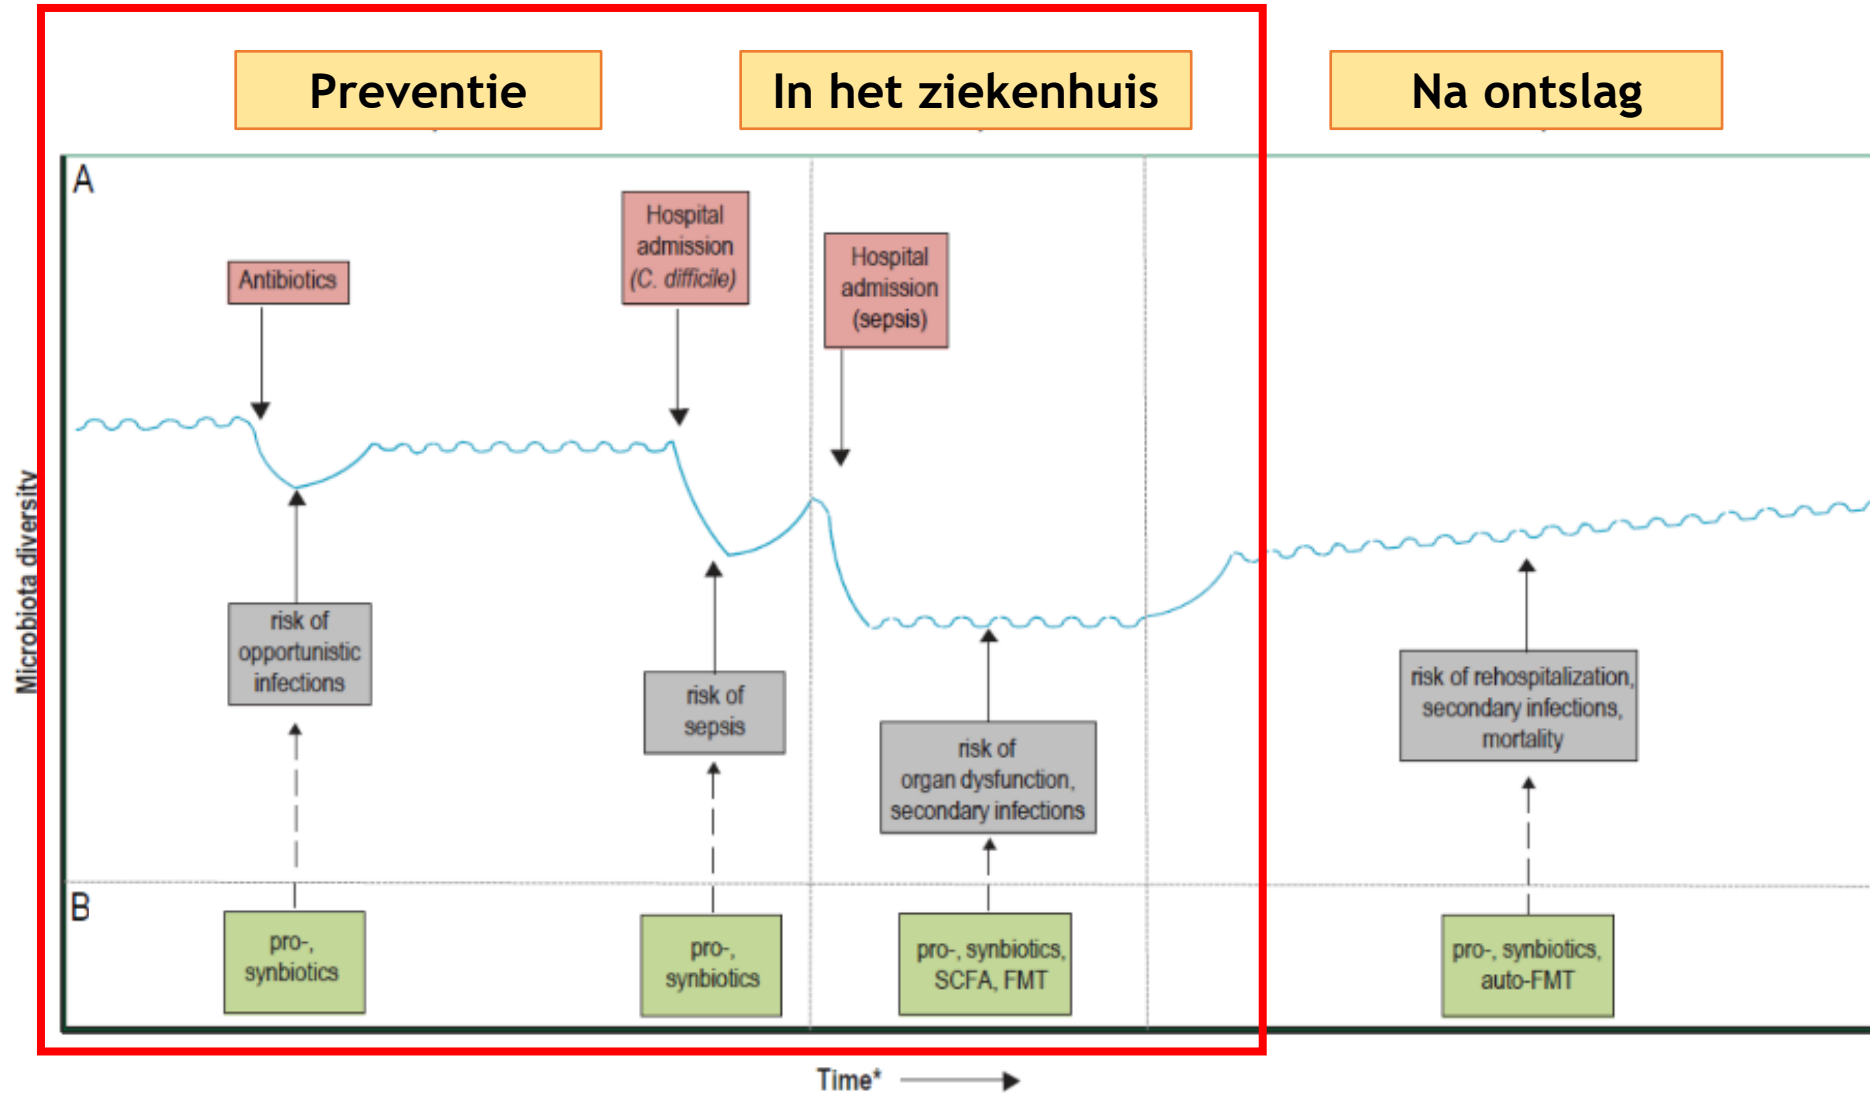 Preventie
In het ziekenhuis
Na ontslag
A
Hospital
admission
(C. difficile)
Hospital
admission
(sepsis)
Antibiotics
Microbiota diversity
risk of
opportunistic
infections
risk of
sepsis
risk of
organ dysfunction,
secondary infections
risk of rehospitalization,
secondary infections,
mortality
B
pro-,
synbiotics
pro-,
synbiotics
pro-, synbiotics,
SCFA, FMT
pro-, synbiotics,
auto-FMT
Time*